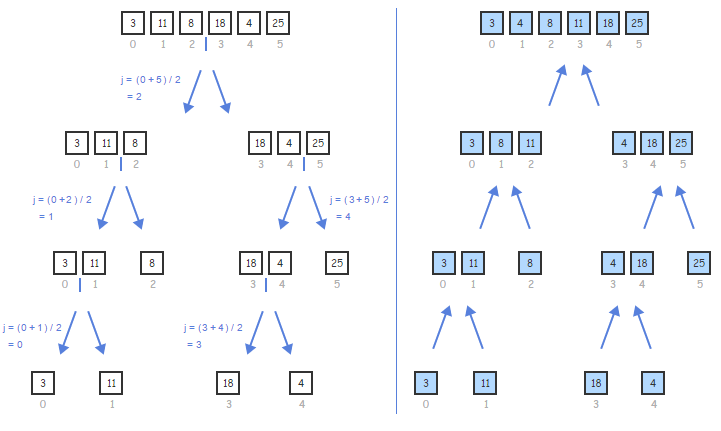 3 11 8 18 4 25
0 1 2 3 4 5
j = (0 + 5) / 2
= 2
3 11 8
0 1 2
18 4 25
3 4 5
j = (0 + 2) / 2
= 1
j = (3 + 5) / 2
= 4
3 11
0 1
8
2
18 4
3 4
25
5
j = (0 + 1) / 2
= 0
j = (3 + 4) / 2
= 3
3
0
11
1
18
3
4
4
3 4 8 11 18 25
0 1 2 3 4 5
3 8 11
0 1 2
4 18 25
3 4 5
3 11
0 1
8
2
4 18
3 4
25
5
3
0
11
1
18
3
4
4